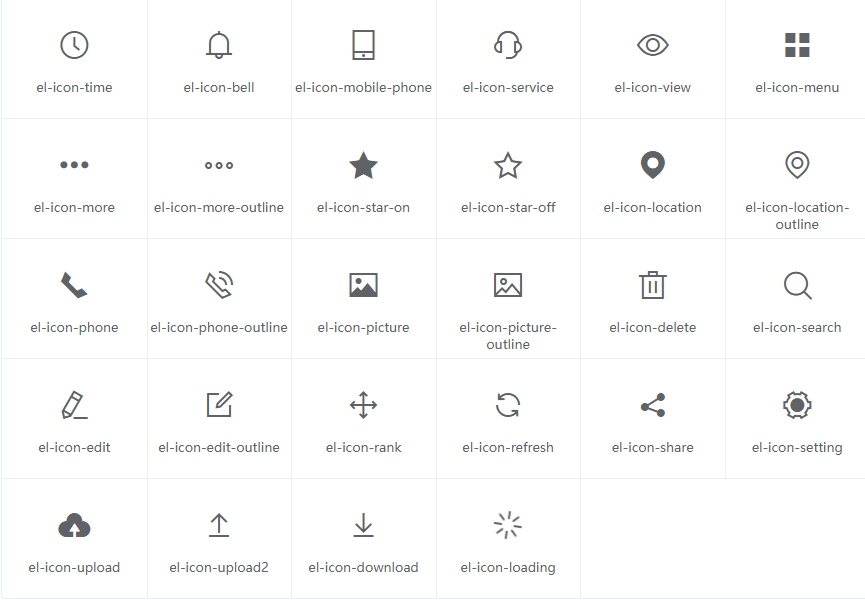 el-icon-time
el-icon-bell
el-icon-mobile-phone
el-icon-service
el-icon-view
el-icon-menu
el-icon-more
el-icon-more-outline
el-icon-star-on
el-icon-star-off
el-icon-location
el-icon-location-
outline
el-icon-phone
el-icon-phone-outline
el-icon-picture
el-icon-picture-
outline
el-icon-delete
el-icon-search
el-icon-edit
el-icon-edit-outline
el-icon-rank
el-icon-refresh
el-icon-share
el-icon-setting
el-icon-upload
el-icon-upload2
el-icon-download
el-icon-loading